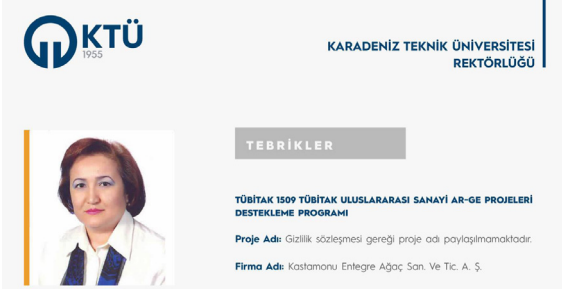 KTÜ
1955
KARADENİZ TEKNİK ÜNİVERSİTESİ
REKTÖRLÜĞÜ
TEBRİKLER
TÜBİTAK 1509 TÜBİTAK ULUSLARARASI SANAYİ AR-GE PROJELERİ
DESTEKLEME PROGRAMI
Proje Adı: Gizlilik sözleşmesi gereği proje adı paylaşılmamaktadır.
Firma Adı: Kastamonu Entegre Ağaç San. Ve Tic. A. Ş.